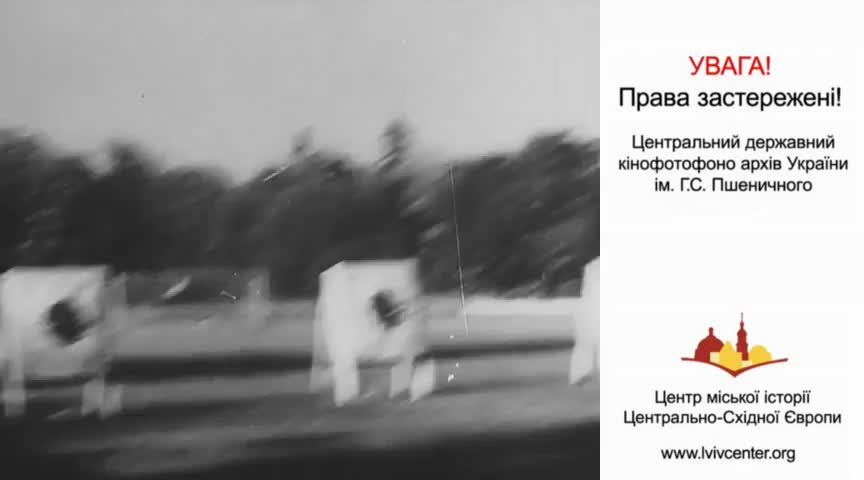 УВАГА!
Права застережені!
Центральний державний
кінофотофоно архів України
ім. Г.С. Пшеничного
Центр міської історії
Центрально-Східної Європи
www.lvivcenter.org